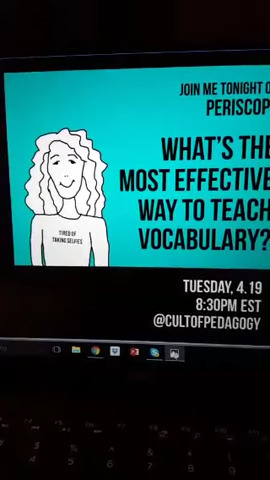 JOIN ME TONIGHT O
PERISCOP
WHAT'S THE
MOST EFFECTIVE
WAY TO TEACH
VOCABULARY?
TIRED OF
TAKING SELFIES
TUESDAY, 4.19
8:30PM EST
@CULTOFPEDAGOGY